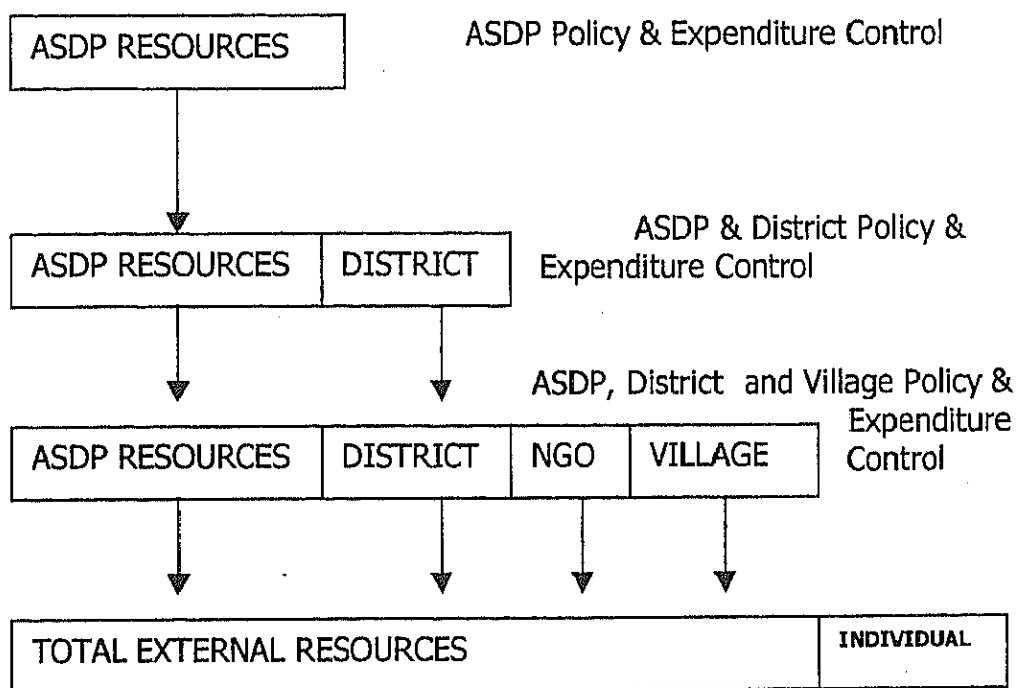 ASDP RESOURCES
ASDP Policy & Expenditure Control
ASDP RESOURCES
DISTRICT
ASDP & District Policy &
Expenditure Control
ASDP, District and Village Policy &
Expenditure
Control
ASDP RESOURCES
DISTRICT
NGO
VILLAGE
TOTAL EXTERNAL RESOURCES
INDIVIDUAL